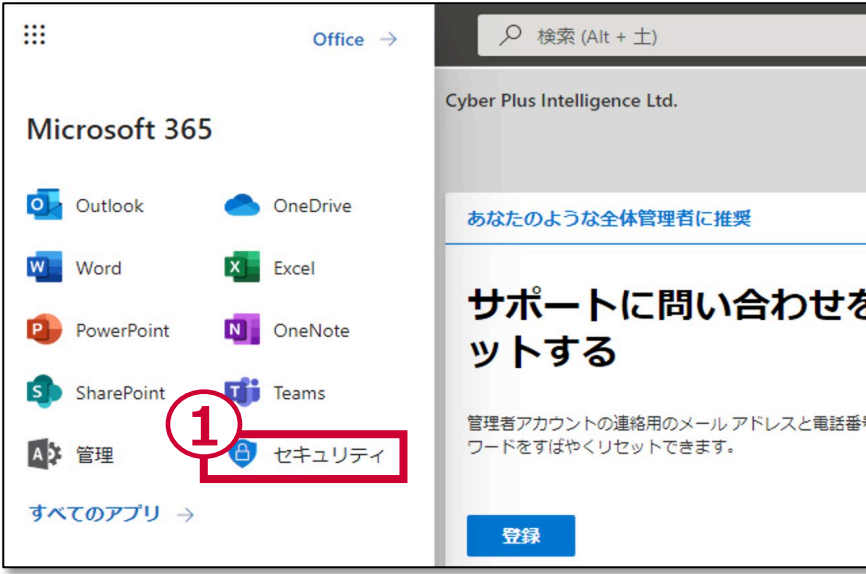 Office →
検索 (Alt + 土)
Microsoft 365
Cyber Plus Intelligence Ltd.
Outlook
OneDrive
Word
Excel
PowerPoint
OneNote
SharePoint
Teams
管理
① セキュリティ
すべてのアプリ →
あなたのような全体管理者に推奨
サポートに問い合わせを
ットする
管理者アカウントの連絡用のメール アドレスと電話番
ワードをすばやくリセットできます。
登録